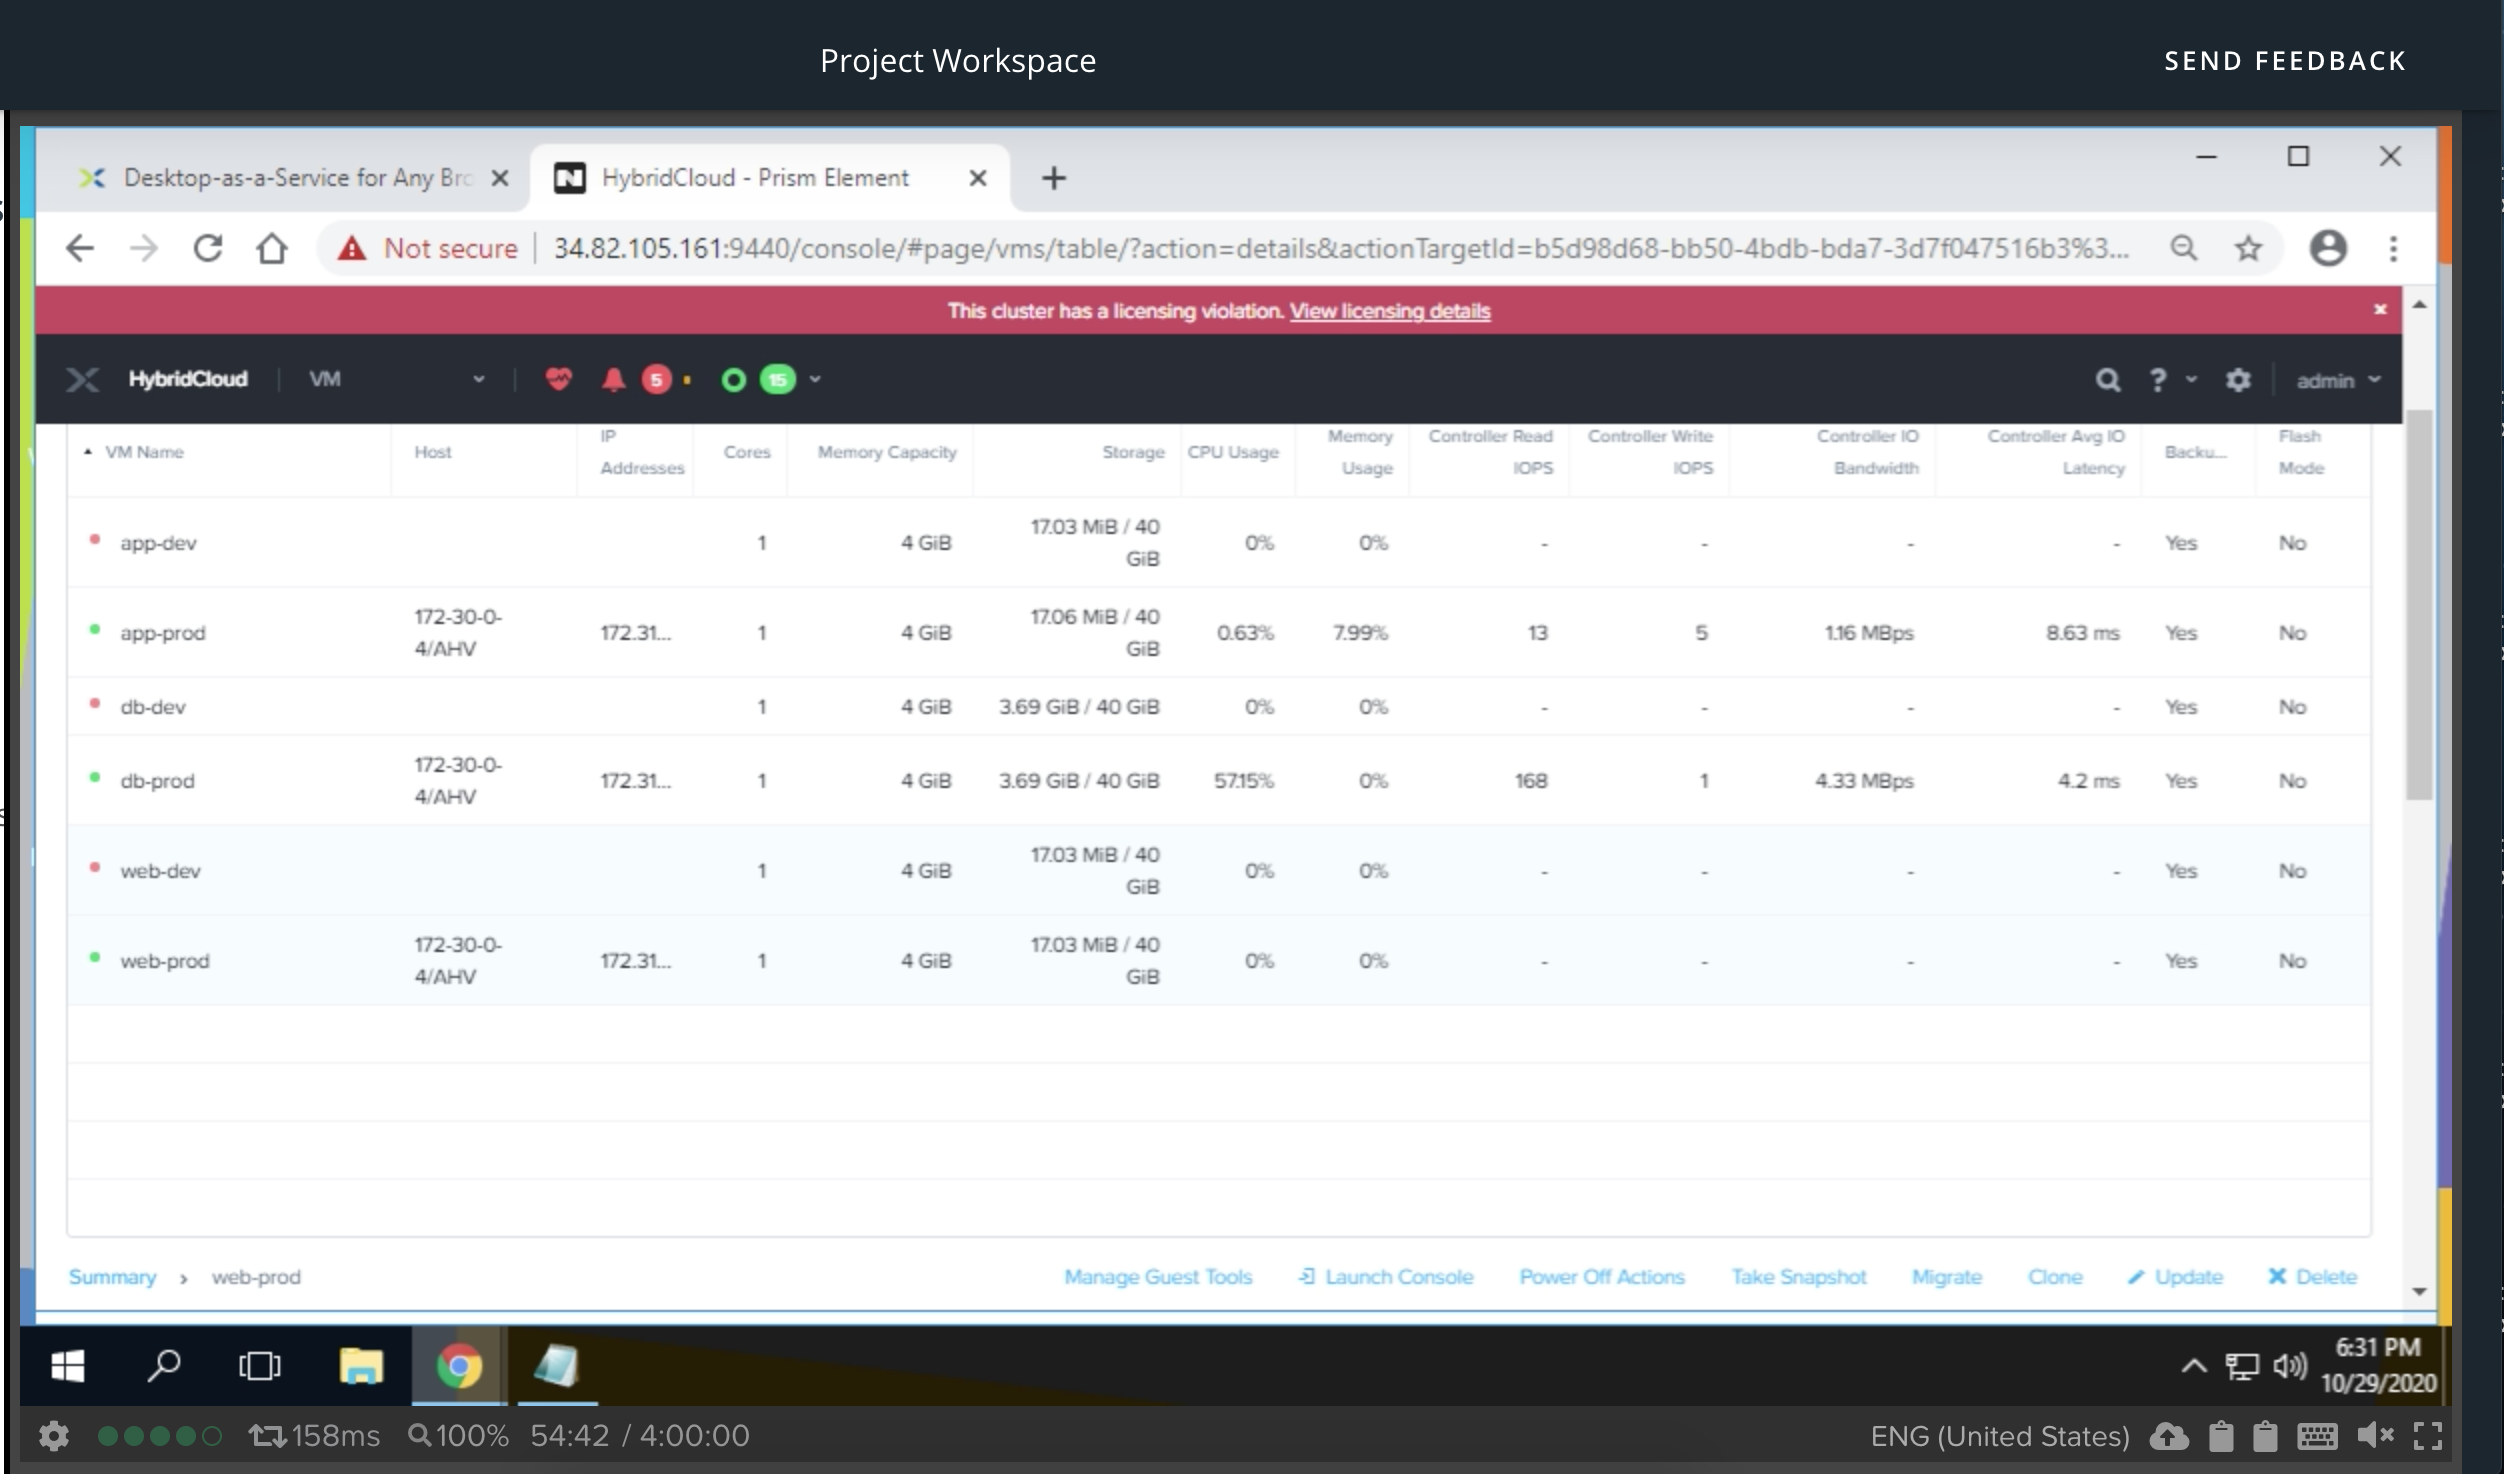 Project Workspace
SEND FEEDBACK
Desktop-as-a-Service for Any Bro
HybridCloud - Prism Element
Not secure
34.82.105.161:9440/console/#page/vms/table/?action=details&actionTargetId=b5d98d68-bb50-4bdb-bda7-3d7f047516b3%3...
This cluster has a licensing violation. View licensing details
HybridCloud VM 5 15 ? admin
VM Name Host IP Addresses Cores Memory Capacity Storage CPU Usage Memory Usage Controller Read IOPS Controller Write IOPS Controller IO Bandwidth Controller Avg IO Latency Backu... Flash Mode
app-dev 1 4 GiB 17.03 MiB / 40 GiB 0% 0% - - - - Yes No
app-prod 172-30-0-4/AHV 172.31... 1 4 GiB 17.06 MiB / 40 GiB 0.63% 7.99% 13 5 1.16 MBps 8.63 ms Yes No
db-dev 1 4 GiB 3.69 GiB / 40 GiB 0% 0% - - - - Yes No
db-prod 172-30-0-4/AHV 172.31... 1 4 GiB 3.69 GiB / 40 GiB 57.15% 0% 168 1 4.33 MBps 4.2 ms Yes No
web-dev 1 4 GiB 17.03 MiB / 40 GiB 0% 0% - - - - Yes No
web-prod 172-30-0-4/AHV 172.31... 1 4 GiB 17.03 MiB / 40 GiB 0% 0% - - - - Yes No
Summary > web-prod
Manage Guest Tools Launch Console Power Off Actions Take Snapshot Migrate Clone Update Delete
6:31 PM
10/29/2020
158ms 100% 54:42 / 4:00:00
ENG (United States)